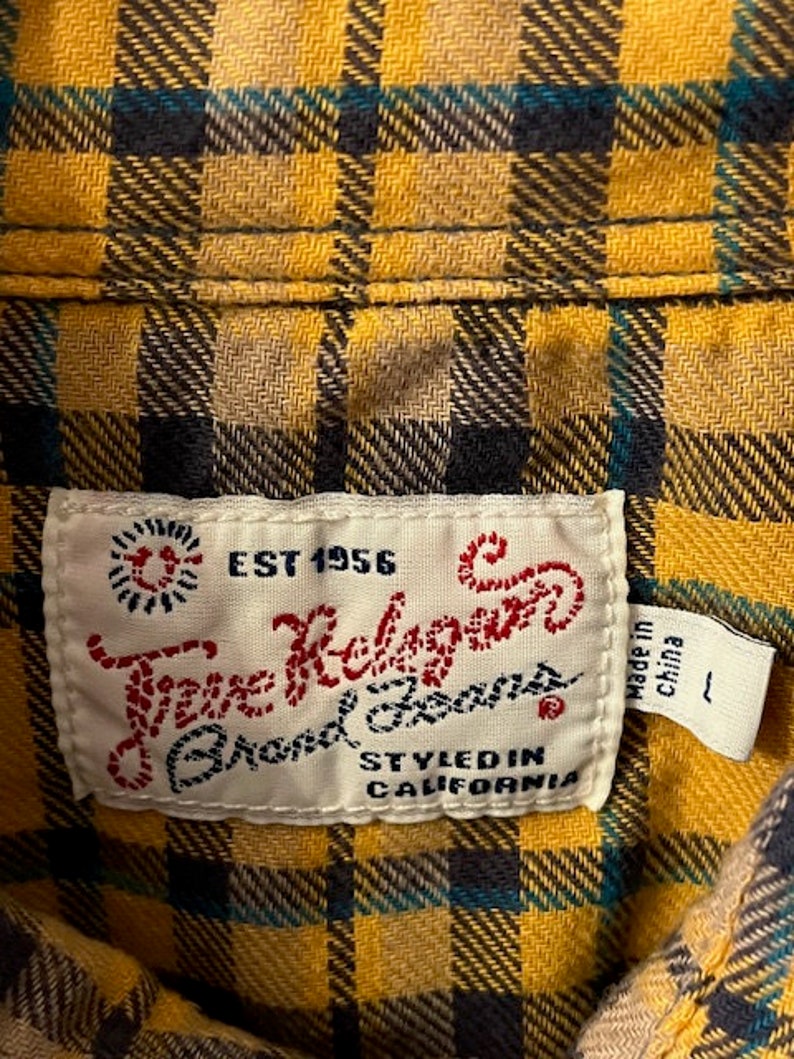 EST 1956
True Religion
Brand Jeans ®
STYLED IN
CALIFORNIA
Made in
China
L